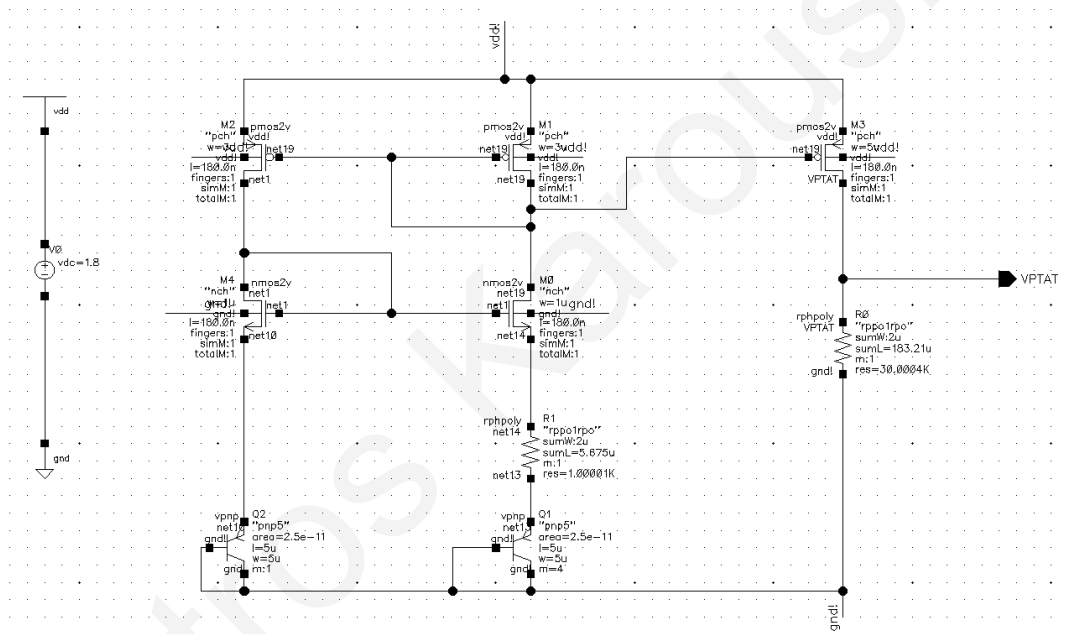 vdd!
vdd
V0
vdc=1.8
gnd
M2
pmos2v
"pch"
vdd!
w=3u
vdd!
vdd!
net19
l=180.0n
fingers:1
net1
simM:1
totalM:1
M1
pmos2v
"pch"
vdd!
net19
w=3u
vdd!
vdd!
l=180.0n
fingers:1
net19
simM:1
totalM:1
M3
pmos2v
"pch"
vdd!
net19
w=5u
vdd!
vdd!
l=180.0n
VPTAT
fingers:1
simM:1
totalM:1
M4
nmos2v
"nch"
net1
gnd!
net1
gnd!
l=180.0n
fingers:1
net10
simM:1
totalM:1
M0
nmos2v
"nch"
net19
net1
w=1u
gnd!
gnd!
l=180.0n
fingers:1
net14
simM:1
totalM:1
VPTAT
R0
rphpoly
"rppo1rpo"
VPTAT
sumW:2u
sumL=183.21u
m:1
gnd!
res=30.0004K
R1
rphpoly
"rppo1rpo"
net14
sumW:2u
sumL=5.675u
m:1
net13
res=1.00001K
Q2
vpnp
"pnp5"
gnd!
area=2.5e-11
l=5u
w=5u
gnd!
m:1
Q1
vpnp
"pnp5"
gnd!
area=2.5e-11
l=5u
w=5u
gnd!
m=4
gnd!
Karous